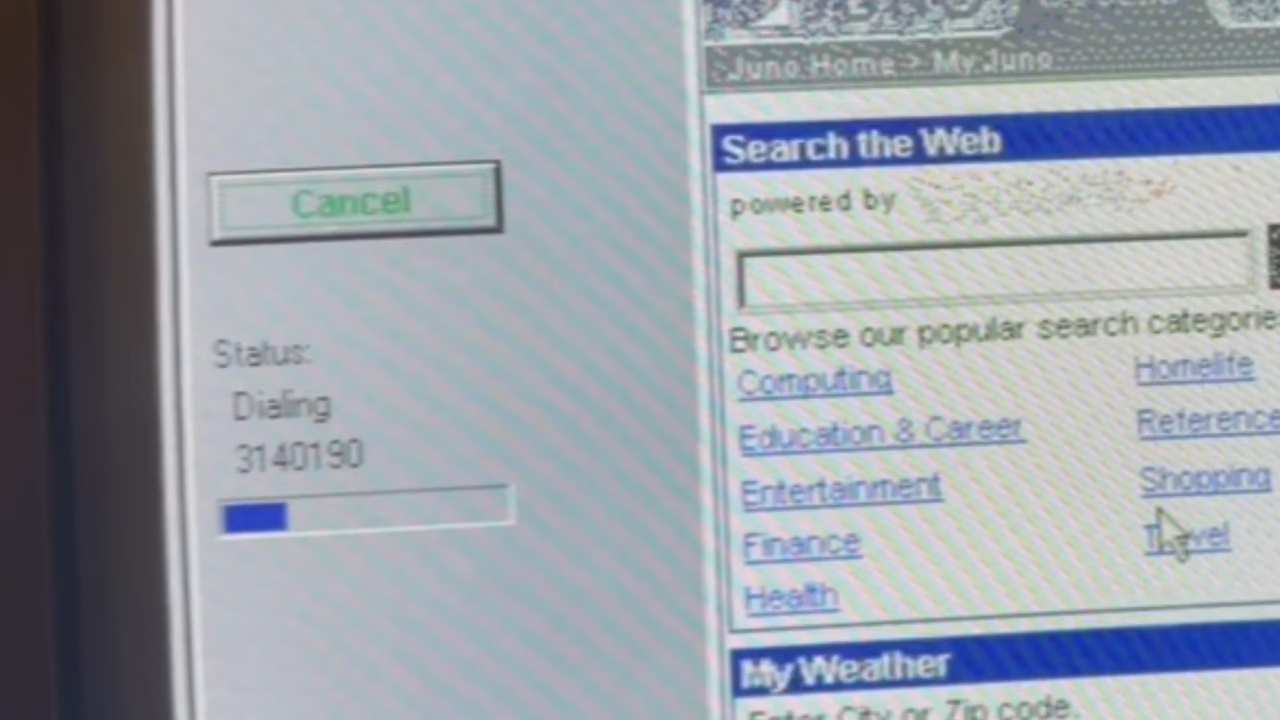 Cancel
Status:
Dialing
3140190
Juno Home > My Juno
Search the Web
powered by
Browse our popular search categorie
Computing
Homelife
Education & Career
Reference
Entertainment
Shopping
Finance
Travel
Health
My Weather
Enter City or Zip code.